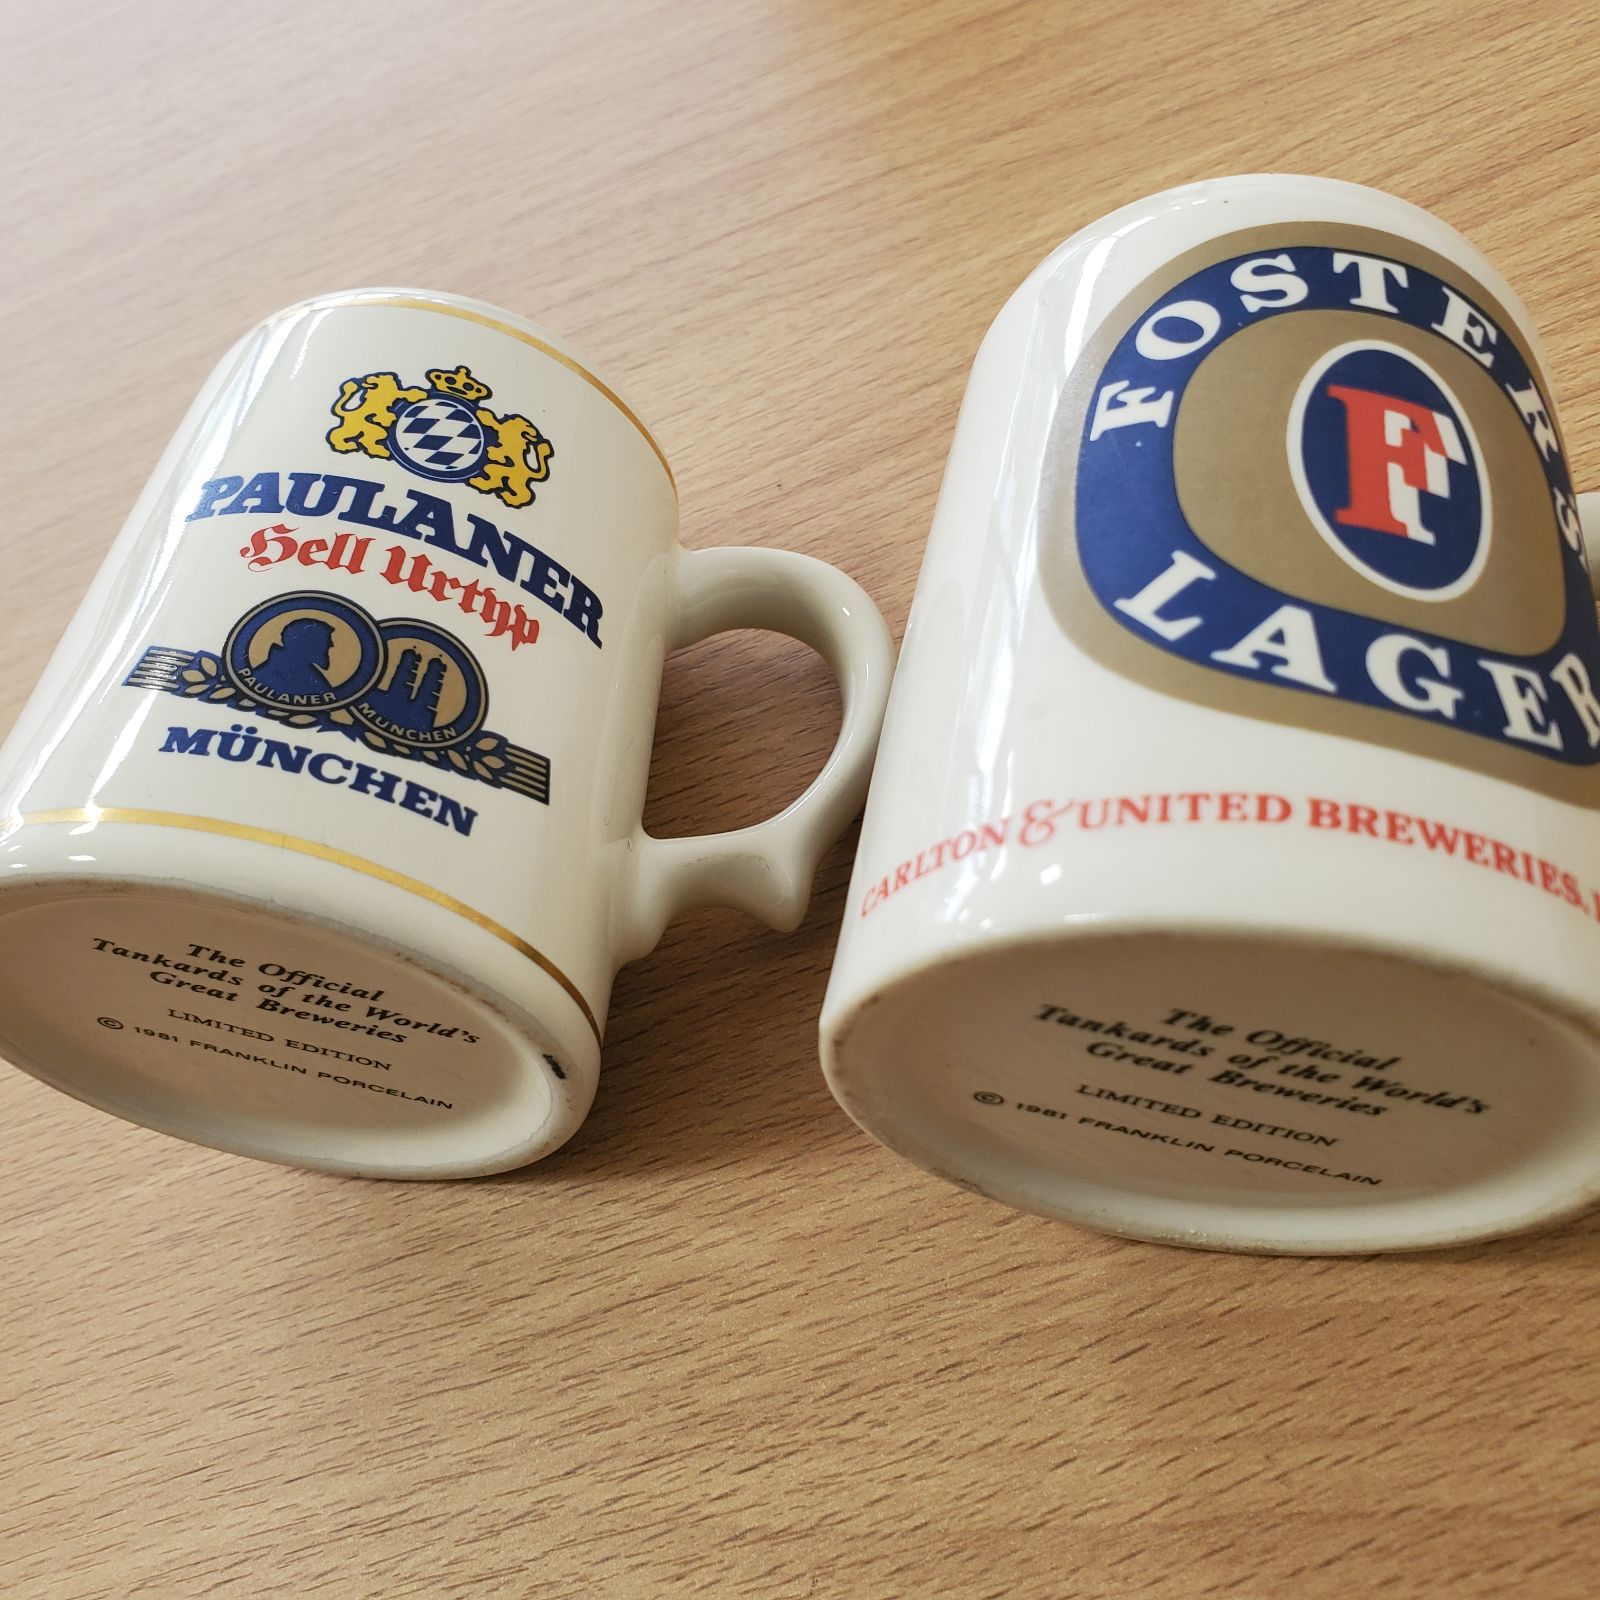 PAULANER
Hell Urtyp
PAULANER
MÜNCHEN
MÜNCHEN
The Official
Tankards of the World's
Great Breweries
LIMITED EDITION
© 1981 FRANKLIN PORCELAIN
FOSTER'S
F
LAGER
CARLTON & UNITED BREWERIES,
The Official
Tankards of the World's
Great Breweries
LIMITED EDITION
© 1981 FRANKLIN PORCELAIN